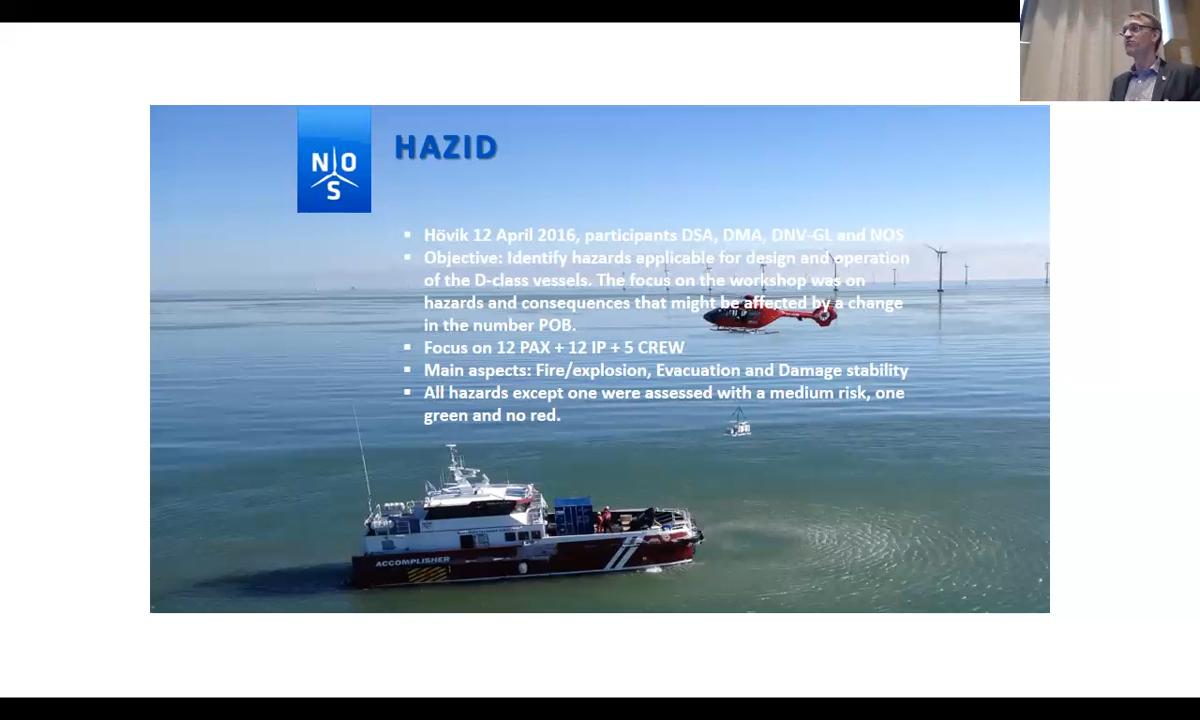 N O
S
HAZID
Hövik 12 April 2016, participants DSA, DMA, DNV-GL and NOS
Objective: Identify hazards applicable for design and operation
of the D-class vessels. The focus on the workshop was on
hazards and consequences that might be affected by a change
in the number POB.
Focus on 12 PAX + 12 IP + 5 CREW
Main aspects: Fire/explosion, Evacuation and Damage stability
All hazards except one were assessed with a medium risk, one
green and no red.
ACCOMPLISHER